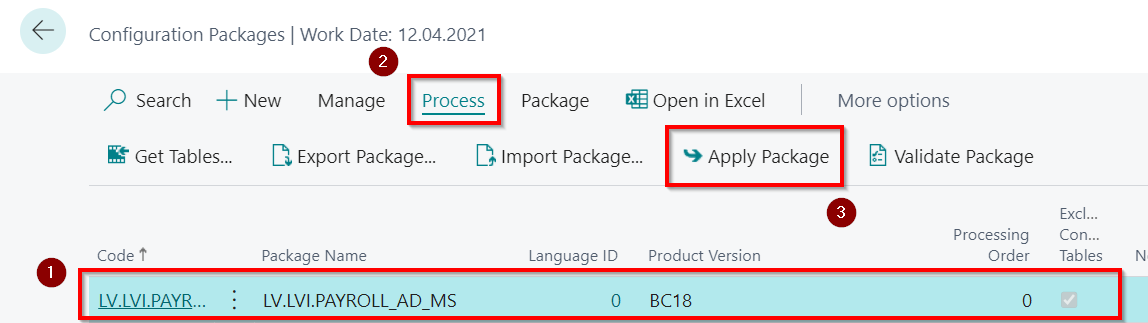 Configuration Packages | Work Date: 12.04.2021
2
Search New Manage Process Package Open in Excel More options
Get Tables... Export Package... Import Package... Apply Package Validate Package
3
Code↑ Package Name Language ID Product Version Processing Order Excl... Con... Tables
1
LV.LVI.PAYR... LV.LVI.PAYROLL_AD_MS 0 BC18 0